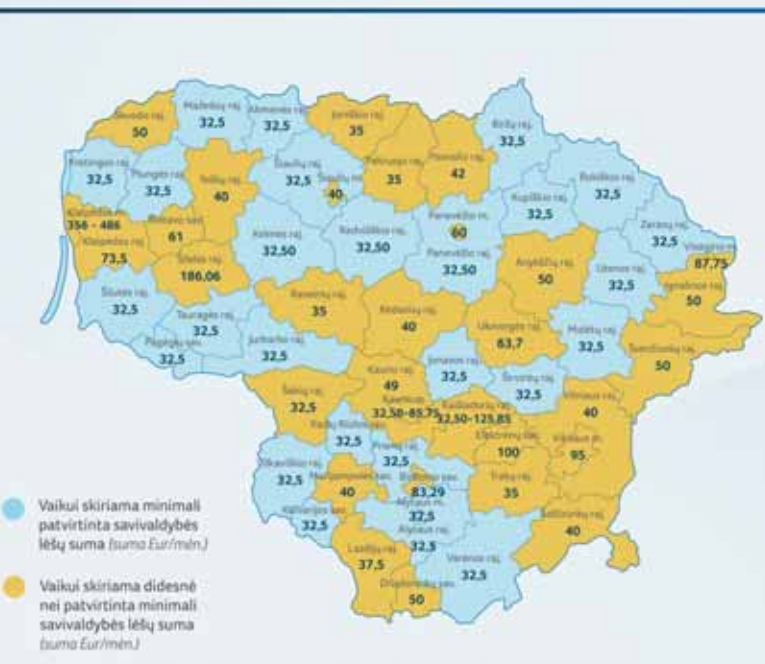 Skuodo raj.
50
Mažeikių raj.
32,5
Akmenės raj.
32,5
Joniškio raj.
35
Pakruojo raj.
35
Pasvalio raj.
42
Biržų raj.
32,5
Kretingos raj.
32,5
Plungės raj.
32,5
Telšių raj.
40
Šiaulių raj.
32,5
Šiaulių m.
40
Rokiškio raj.
32,5
Kupiškio raj.
32,5
Klaipėdos m.
356 - 486
Klaipėdos raj.
73,5
Rietavo sav.
61
Šilalės raj.
186,06
Kelmės raj.
32,50
Radviliškio raj.
32,50
Panevėžio m.
60
Panevėžio raj.
32,50
Zarasų raj.
32,5
Visagino m.
87,75
Anykščių raj.
50
Utenos raj.
32,5
Ignalinos raj.
50
Šilutės raj.
32,5
Tauragės raj.
32,5
Pagėgių sav.
32,5
Jurbarko raj.
32,5
Raseinių raj.
35
Kėdainių raj.
40
Ukmergės raj.
63,7
Molėtų raj.
32,5
Švenčionių raj.
50
Jonavos raj.
32,5
Širvintų raj.
32,5
Kauno raj.
49
Kauno m.
32,50-85,75
Kaišiadorių raj.
32,50-125,85
Vilniaus raj.
40
Vilniaus m.
95
Elektrėnų sav.
100
Trakų raj.
35
Šakių raj.
32,5
Kazlų Rūdos sav.
32,5
Prienų raj.
32,5
Vilkaviškio raj.
32,5
Marijampolės sav.
40
Birštono sav.
83,29
Alytaus m.
32,5
Alytaus raj.
32,5
Kalvarijos sav.
32,5
Šalčininkų raj.
40
Lazdijų raj.
37,5
Varėnos raj.
32,5
Druskininkų sav.
50
Vaikui skiriama minimali
patvirtinta savivaldybės
lėšų suma (suma Eur/mėn.)
Vaikui skiriama didesnė
nei patvirtinta minimali
savivaldybės lėšų suma
(suma Eur/mėn.)